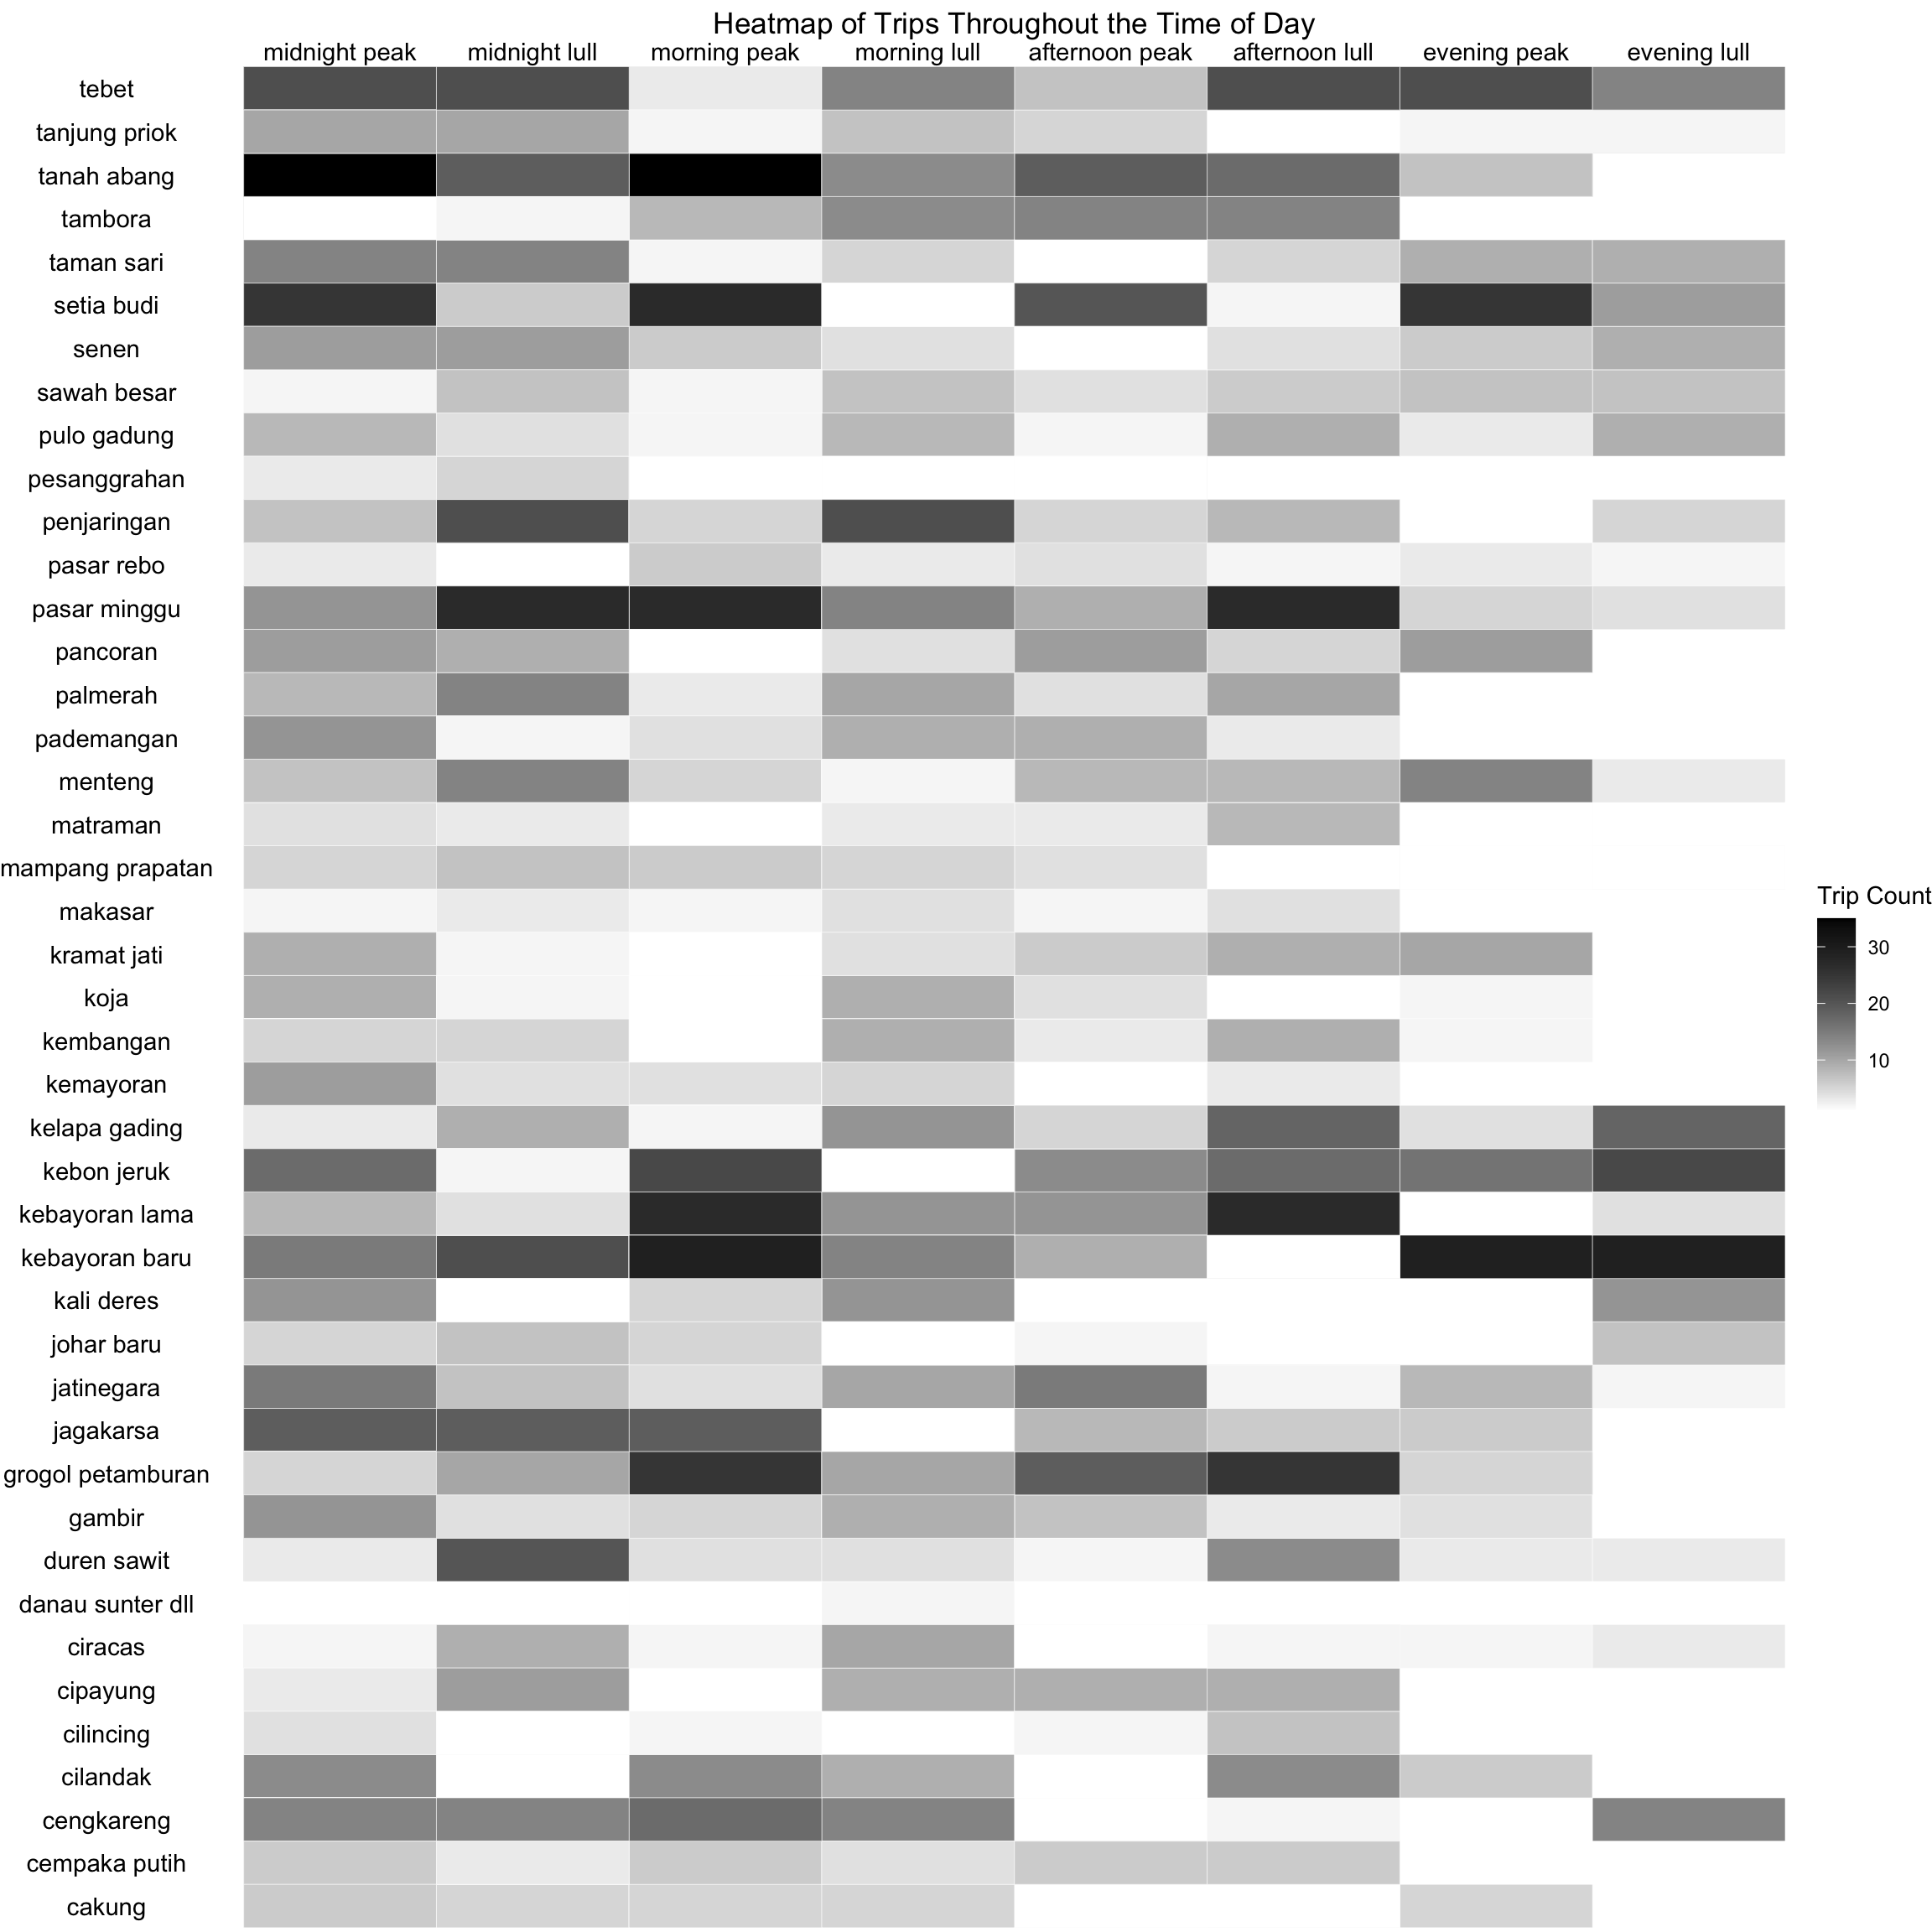 Heatmap of Trips Throughout the Time of Day
midnight peak midnight lull morning peak morning lull afternoon peak afternoon lull evening peak evening lull
tebet
tanjung priok
tanah abang
tambora
taman sari
setia budi
senen
sawah besar
pulo gadung
pesanggrahan
penjaringan
pasar rebo
pasar minggu
pancoran
palmerah
pademangan
menteng
matraman
mampang prapatan
makasar
kramat jati
koja
kembangan
kemayoran
kelapa gading
kebon jeruk
kebayoran lama
kebayoran baru
kali deres
johar baru
jatinegara
jagakarsa
grogol petamburan
gambir
duren sawit
danau sunter dll
ciracas
cipayung
cilincing
cilandak
cengkareng
cempaka putih
cakung
Trip Count
30
20
10